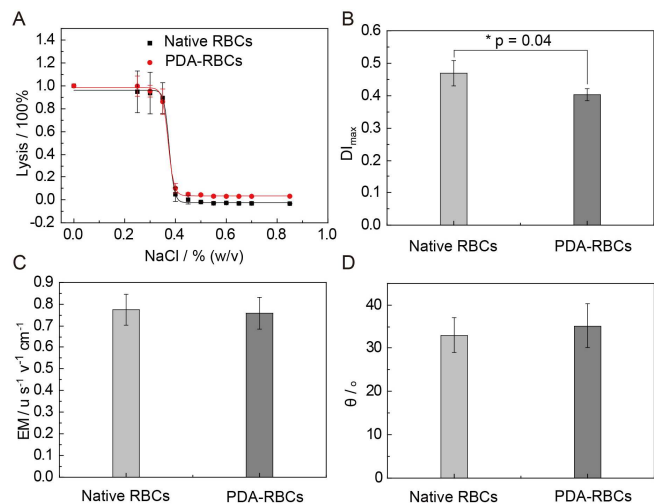 A
Native RBCs
PDA-RBCs
Lysis / 100%
1.4
1.2
1.0
0.8
0.6
0.4
0.2
0.0
-0.2
0.0 0.2 0.4 0.6 0.8 1.0
NaCl / % (w/v)
B
* p = 0.04
DImax
0.6
0.5
0.4
0.3
0.2
0.1
0.0
Native RBCs PDA-RBCs
C
EM / u s-1 v-1 cm-1
0.9
0.8
0.7
0.6
0.5
0.4
0.3
0.2
0.1
0.0
Native RBCs PDA-RBCs
D
θ / °
40
30
20
10
0
Native RBCs PDA-RBCs